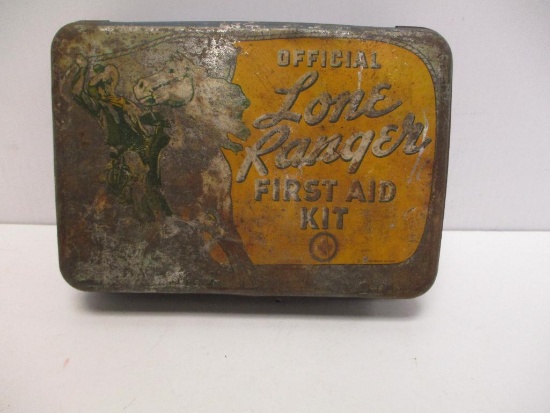 OFFICIAL
Lone
Ranger
FIRST AID
KIT